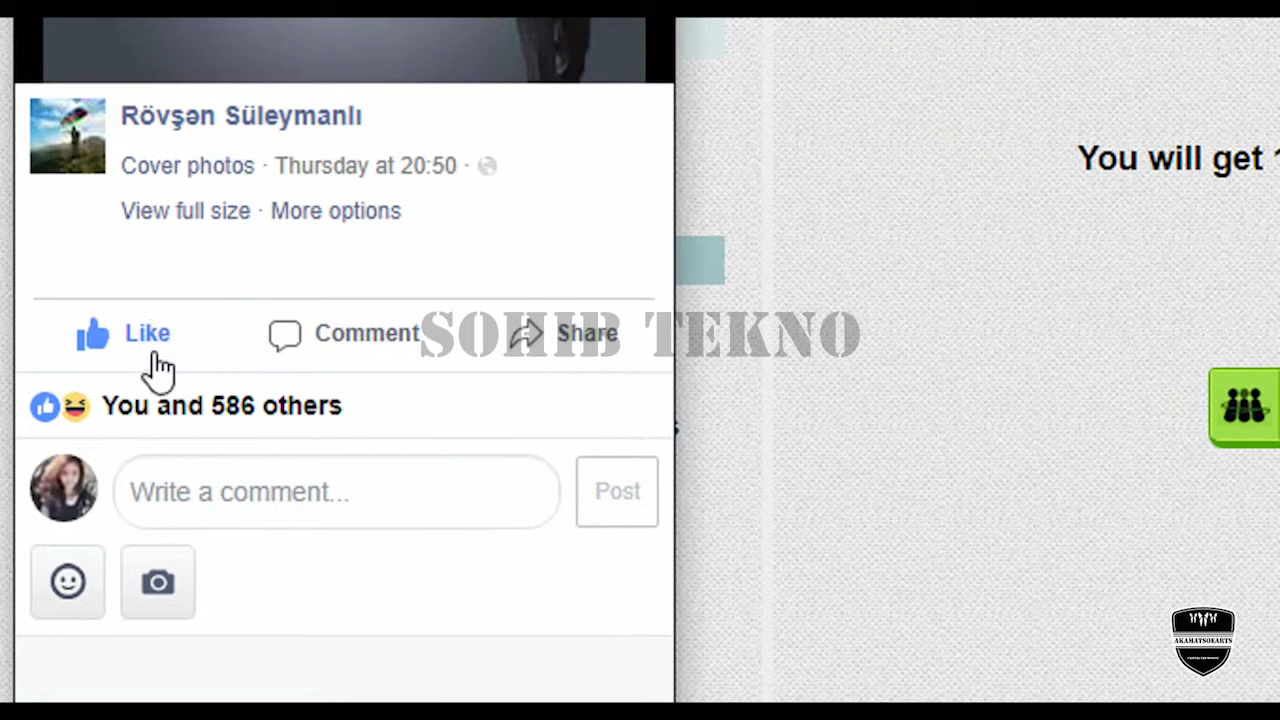 Rövşən Süleymanlı
Cover photos · Thursday at 20:50 ·
View full size · More options
You will get
Like
Comment
Share
SOHIB TEKNO
You and 586 others
Write a comment...
Post
AKAMATSOEARTS